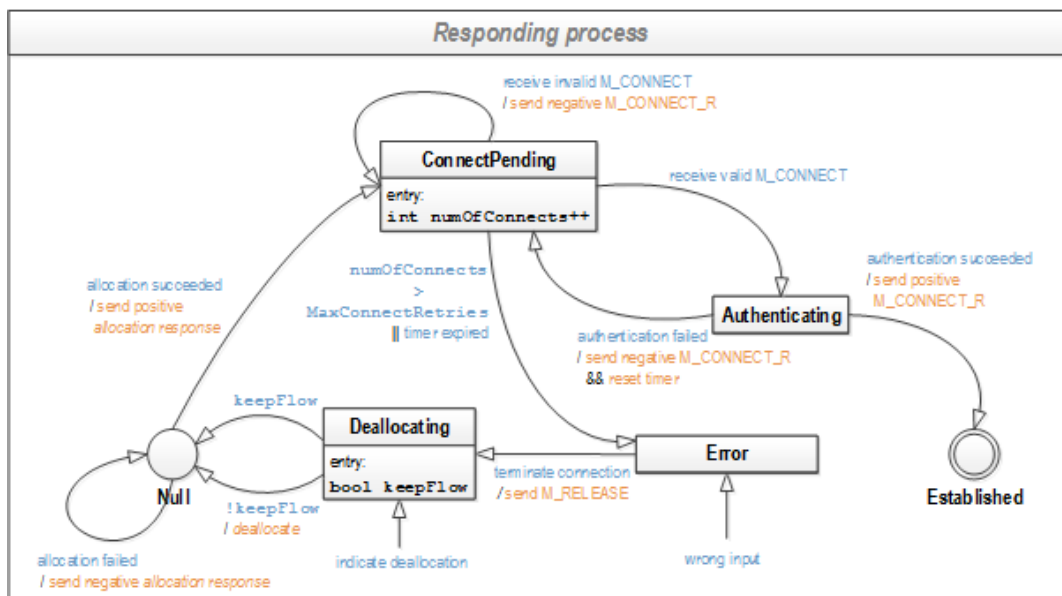 Responding process
receive invalid M_CONNECT
/ send negative M_CONNECT_R
ConnectPending
entry:
int numOfConnects++
receive valid M_CONNECT
allocation succeeded
/ send positive
allocation response
numOfConnects
>
MaxConnectRetries
|| timer expired
authentication succeeded
/ send positive
M_CONNECT_R
Authenticating
authentication failed
/ send negative M_CONNECT_R
&& reset timer
keepFlow
Deallocating
entry:
bool keepFlow
Error
terminate connection
/ send M_RELEASE
Null
Established
!keepFlow
/ deallocate
allocation failed
/ send negative allocation response
indicate deallocation
wrong input